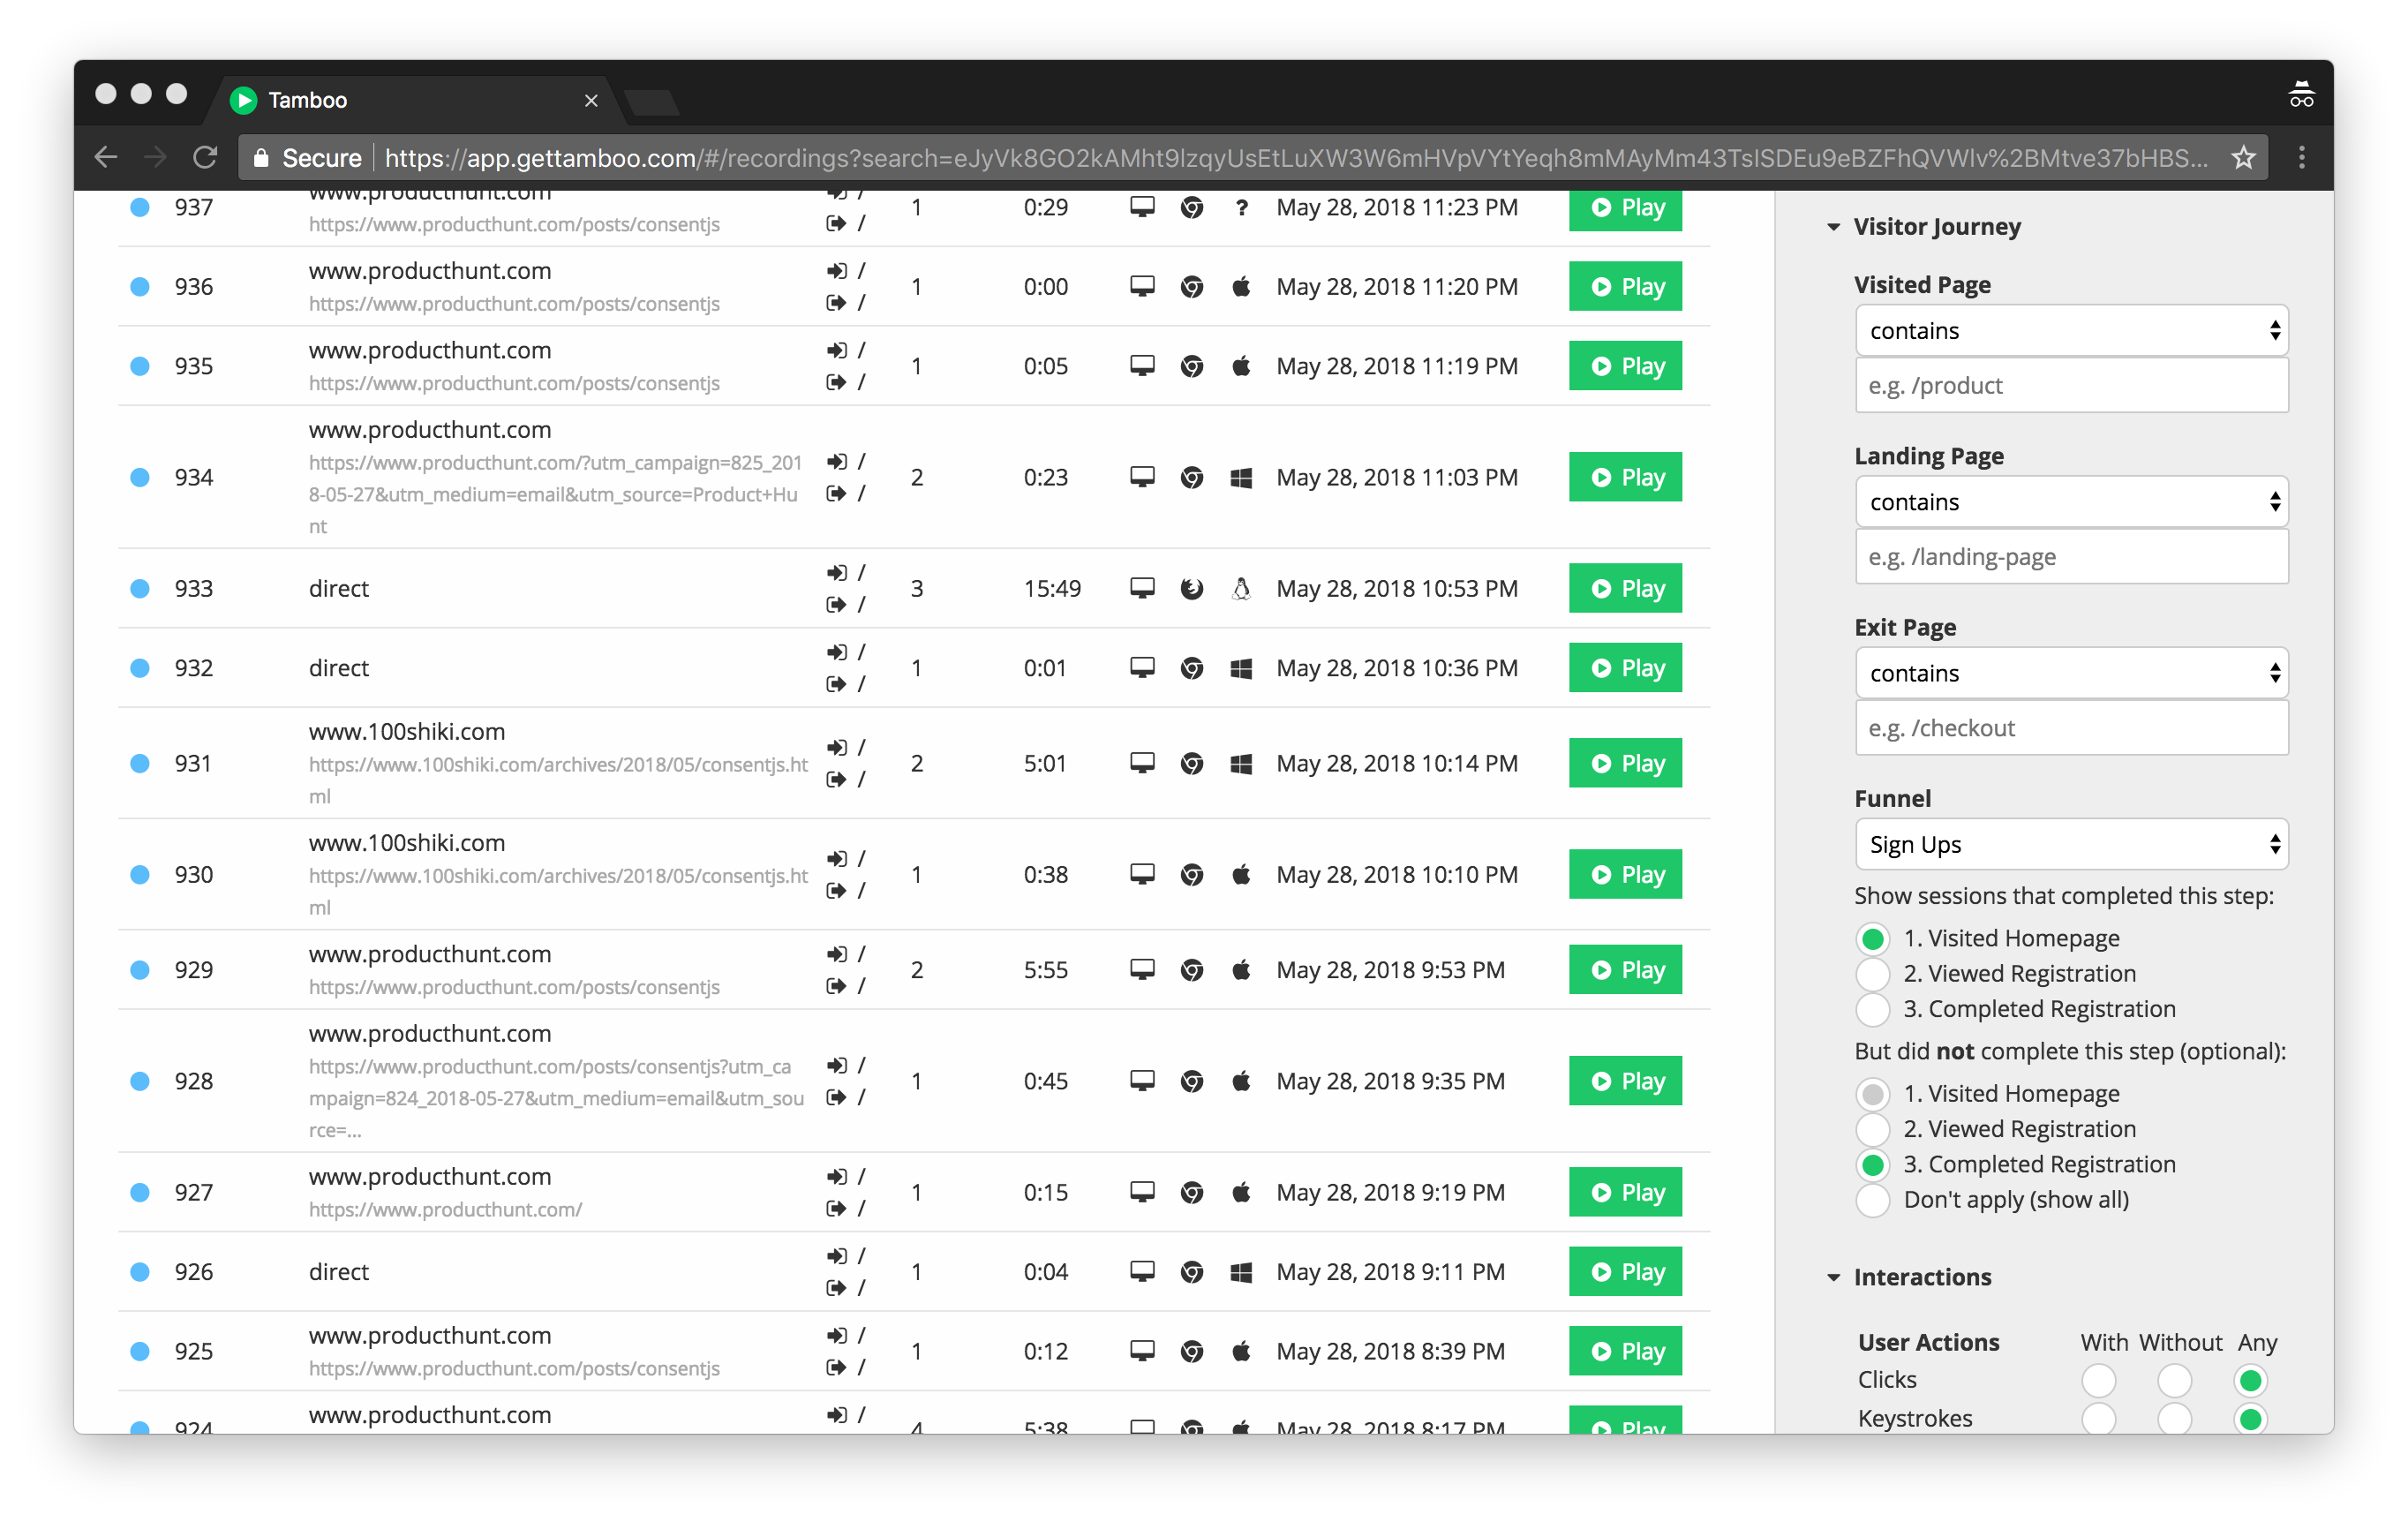 Tamboo
Secure https://app.gettamboo.com/#/recordings?search=eJyVk8GO2kAMht9lzqyUsEtLuXW3W6mHVpVYtYeqh8mMAyMm43TslSDEu9eBZFhQVWlv%2BMtve37bHBS...
www.producthunt.com /
937 https://www.producthunt.com/posts/consentjs / 1 0:29 ? May 28, 2018 11:23 PM Play
www.producthunt.com /
936 https://www.producthunt.com/posts/consentjs / 1 0:00 May 28, 2018 11:20 PM Play
www.producthunt.com /
935 https://www.producthunt.com/posts/consentjs / 1 0:05 May 28, 2018 11:19 PM Play
www.producthunt.com
https://www.producthunt.com/?utm_campaign=825_201 /
934 8-05-27&utm_medium=email&utm_source=Product+Hu / 2 0:23 May 28, 2018 11:03 PM Play
nt
933 direct / / 3 15:49 May 28, 2018 10:53 PM Play
932 direct / / 1 0:01 May 28, 2018 10:36 PM Play
www.100shiki.com /
931 https://www.100shiki.com/archives/2018/05/consentjs.ht / 2 5:01 May 28, 2018 10:14 PM Play
ml
www.100shiki.com /
930 https://www.100shiki.com/archives/2018/05/consentjs.ht / 1 0:38 May 28, 2018 10:10 PM Play
ml
www.producthunt.com /
929 https://www.producthunt.com/posts/consentjs / 2 5:55 May 28, 2018 9:53 PM Play
www.producthunt.com
https://www.producthunt.com/posts/consentjs?utm_ca /
928 mpaign=824_2018-05-27&utm_medium=email&utm_sou / 1 0:45 May 28, 2018 9:35 PM Play
rce=...
www.producthunt.com /
927 https://www.producthunt.com/ / 1 0:15 May 28, 2018 9:19 PM Play
926 direct / / 1 0:04 May 28, 2018 9:11 PM Play
www.producthunt.com /
925 https://www.producthunt.com/posts/consentjs / 1 0:12 May 28, 2018 8:39 PM Play
www.producthunt.com /
924 4 5:38 May 28, 2018 8:17 PM Play
Visitor Journey
Visited Page
contains
e.g. /product
Landing Page
contains
e.g. /landing-page
Exit Page
contains
e.g. /checkout
Funnel
Sign Ups
Show sessions that completed this step:
1. Visited Homepage
2. Viewed Registration
3. Completed Registration
But did not complete this step (optional):
1. Visited Homepage
2. Viewed Registration
3. Completed Registration
Don't apply (show all)
Interactions
User Actions With Without Any
Clicks
Keystrokes